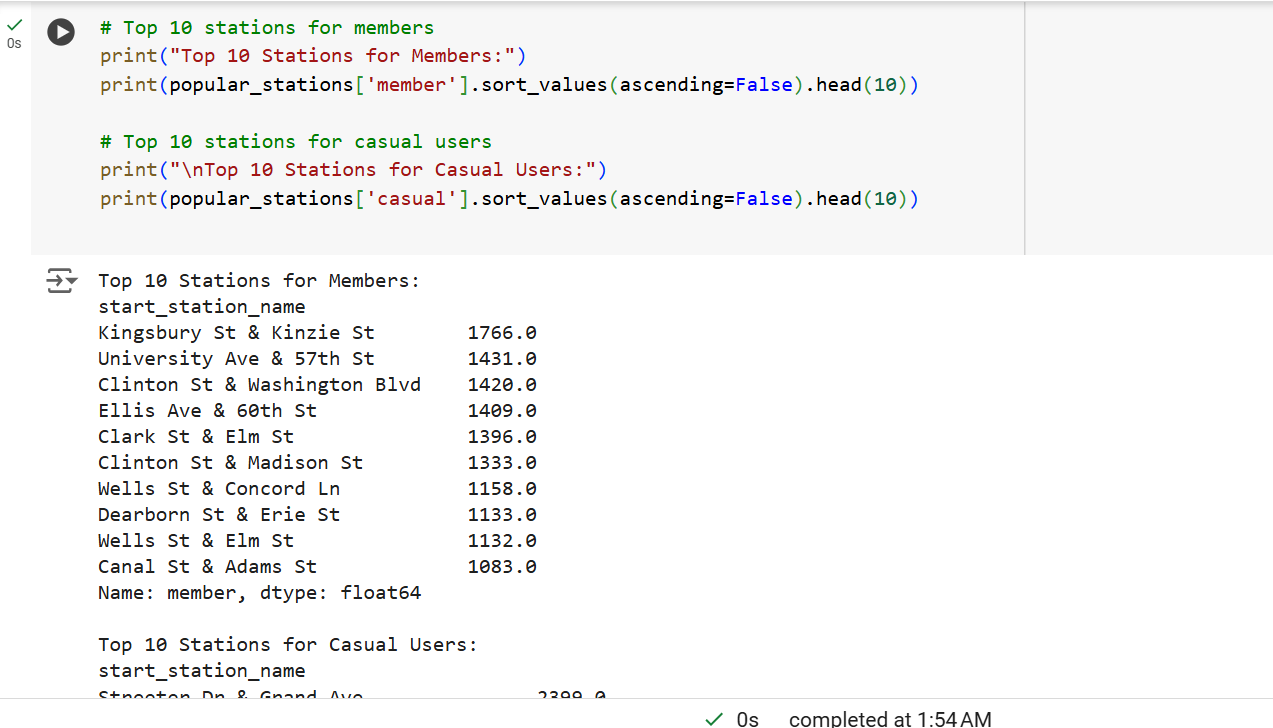 0s
# Top 10 stations for members
print("Top 10 Stations for Members:")
print(popular_stations['member'].sort_values(ascending=False).head(10))
# Top 10 stations for casual users
print("\nTop 10 Stations for Casual Users:")
print(popular_stations['casual'].sort_values(ascending=False).head(10))
Top 10 Stations for Members:
start_station_name
Kingsbury St & Kinzie St 1766.0
University Ave & 57th St 1431.0
Clinton St & Washington Blvd 1420.0
Ellis Ave & 60th St 1409.0
Clark St & Elm St 1396.0
Clinton St & Madison St 1333.0
Wells St & Concord Ln 1158.0
Dearborn St & Erie St 1133.0
Wells St & Elm St 1132.0
Canal St & Adams St 1083.0
Name: member, dtype: float64
Top 10 Stations for Casual Users:
start_station_name
Streeter Dr & Grand Ave 2399.0
0s completed at 1:54 AM